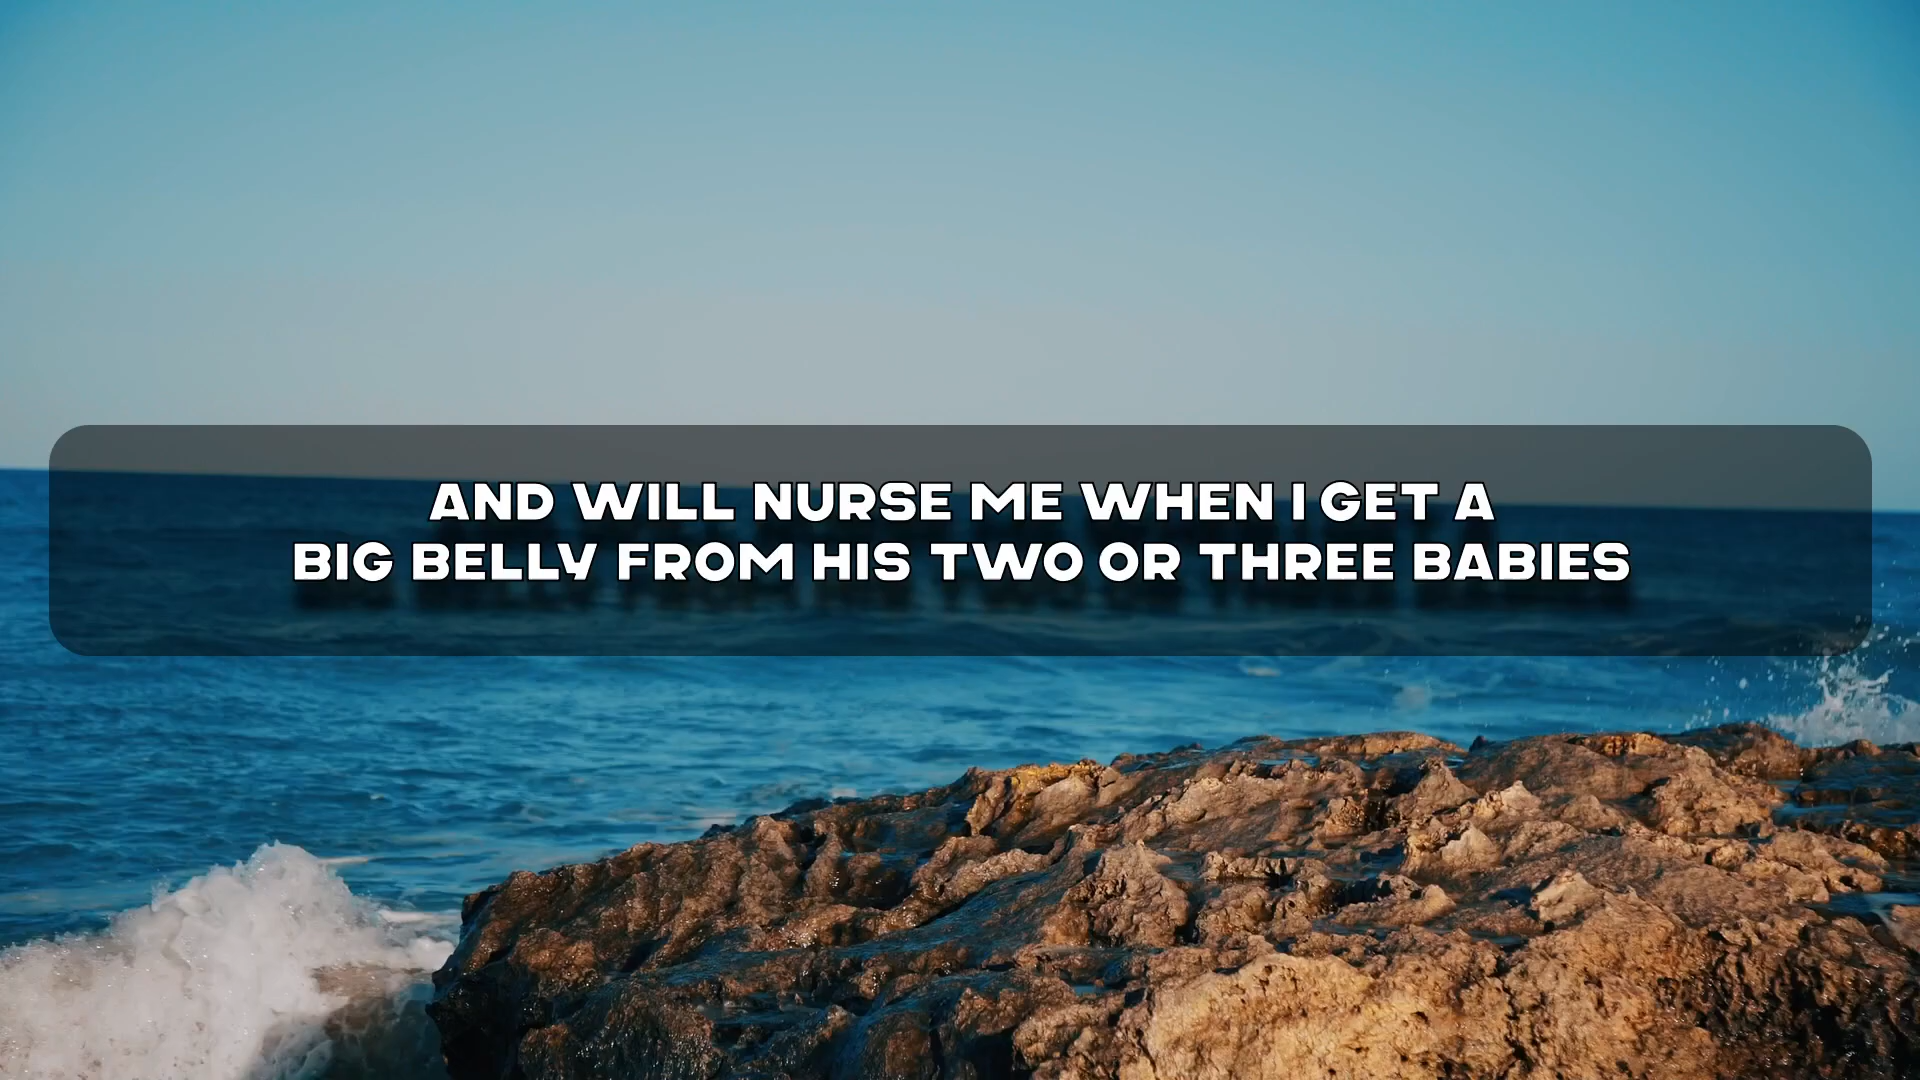 AND WILL NURSE ME WHEN I GET A
BIG BELLY FROM HIS TWO OR THREE BABIES